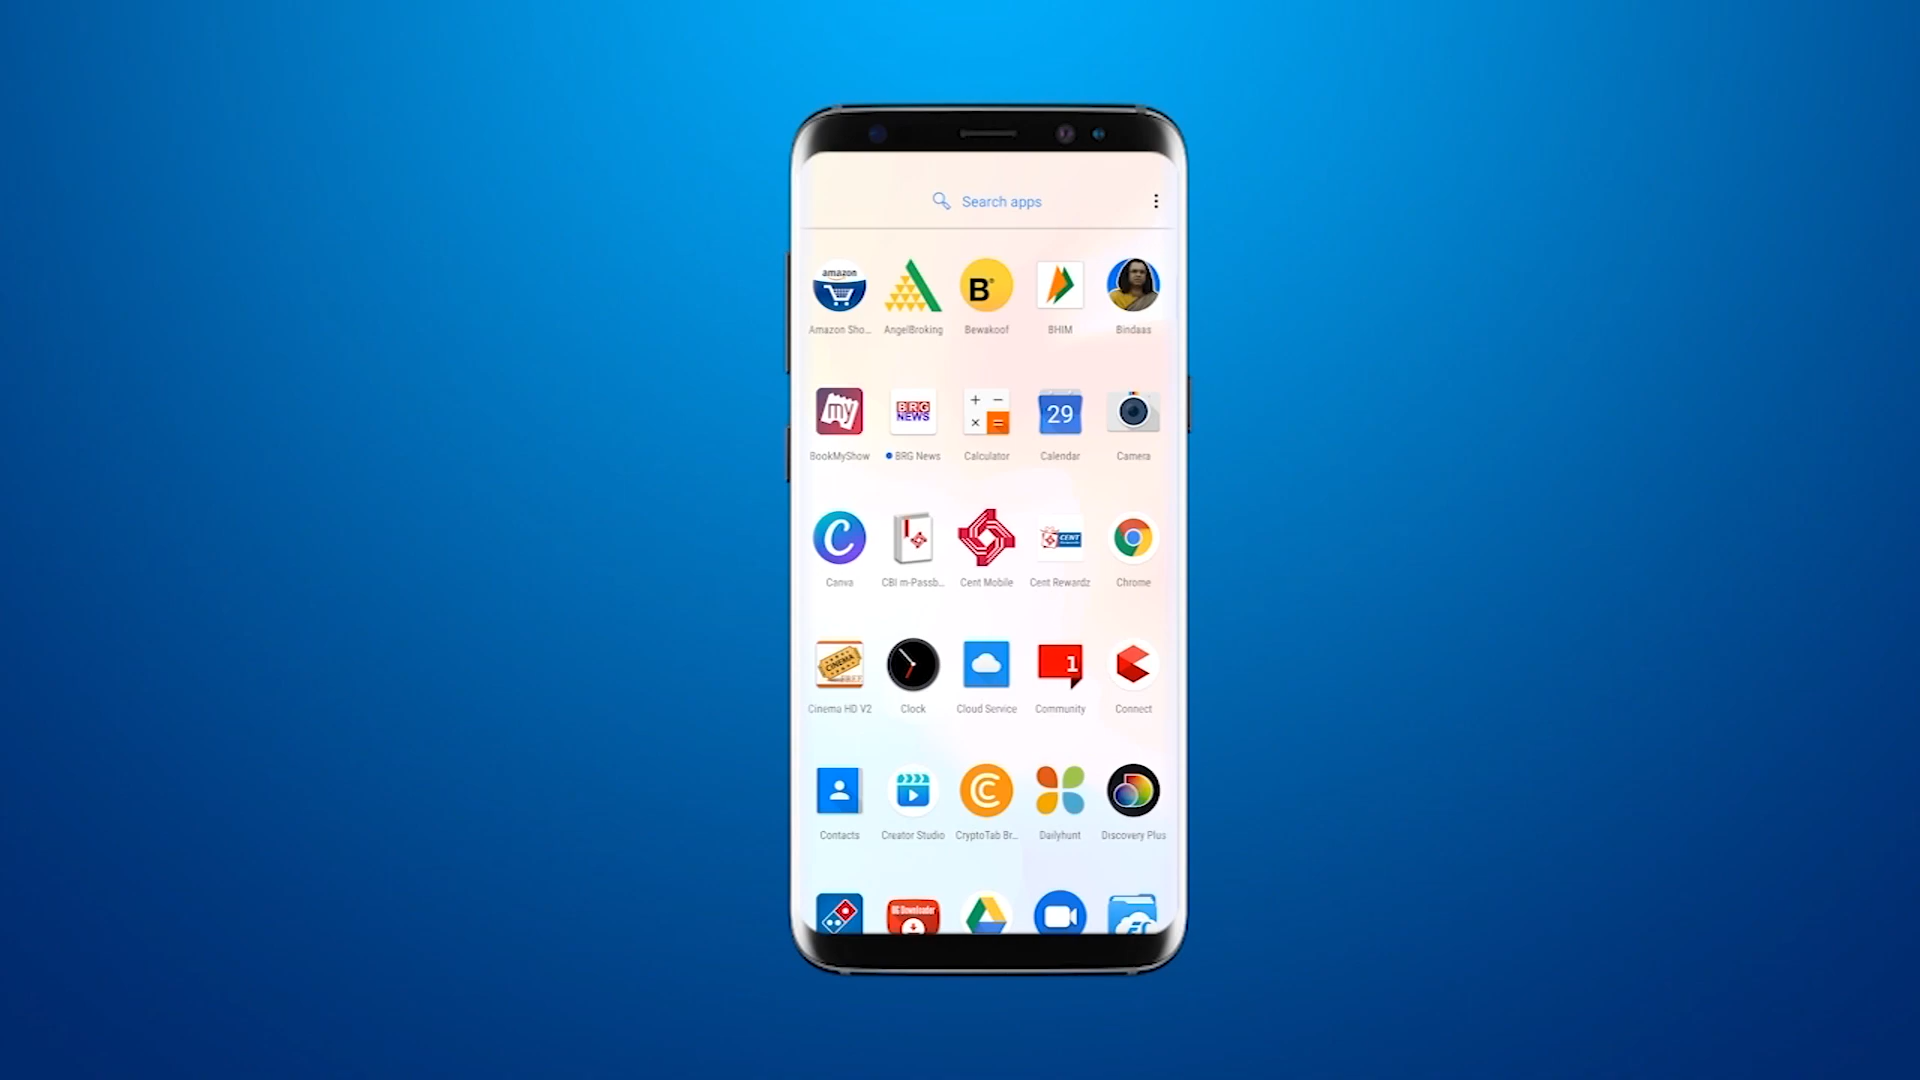 Search apps
amazon
B
Amazon Sho...
AngelBroking
Bewakoof
BHIM
Bindaas
my
BRG
NEWS
+ −
× =
29
BookMyShow
BRG News
Calculator
Calendar
Camera
C
CENT
Canva
CBI m-Passb...
Cent Mobile
Cent Rewardz
Chrome
CINEMA
1
Cinema HD V2
Clock
Cloud Service
Community
Connect
Contacts
Creator Studio
CryptoTab Br...
Dailyhunt
Discovery Plus
Downloader